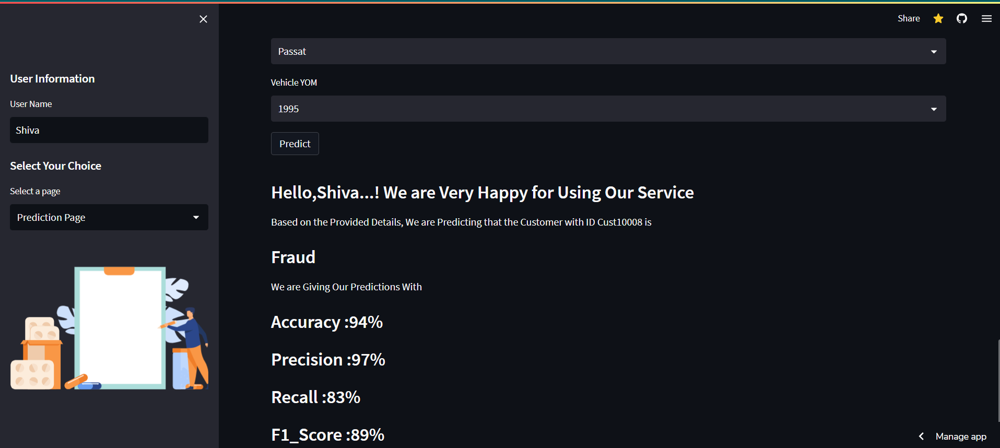 Share
User Information
User Name
Shiva
Select Your Choice
Select a page
Prediction Page
Passat
Vehicle YOM
1995
Predict
Hello,Shiva...! We are Very Happy for Using Our Service
Based on the Provided Details, We are Predicting that the Customer with ID Cust10008 is
Fraud
We are Giving Our Predictions With
Accuracy :94%
Precision :97%
Recall :83%
F1_Score :89%
Manage app